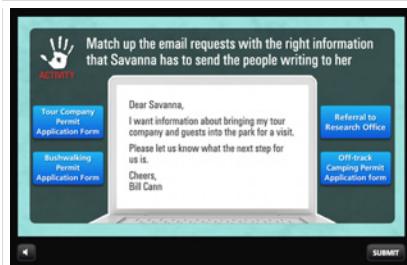 Match up the email requests with the right information
that Savanna has to send the people writing to her
ACTIVITY
Tour Company
Permit
Application Form
Bushwalking
Permit
Application Form
Dear Savanna,
I want information about bringing my tour
company and guests into the park for a visit.
Please let us know what the next step for
us is.
Cheers,
Bill Cann
Referral to
Research Office
Off-track
Camping Permit
Application form
SUBMIT